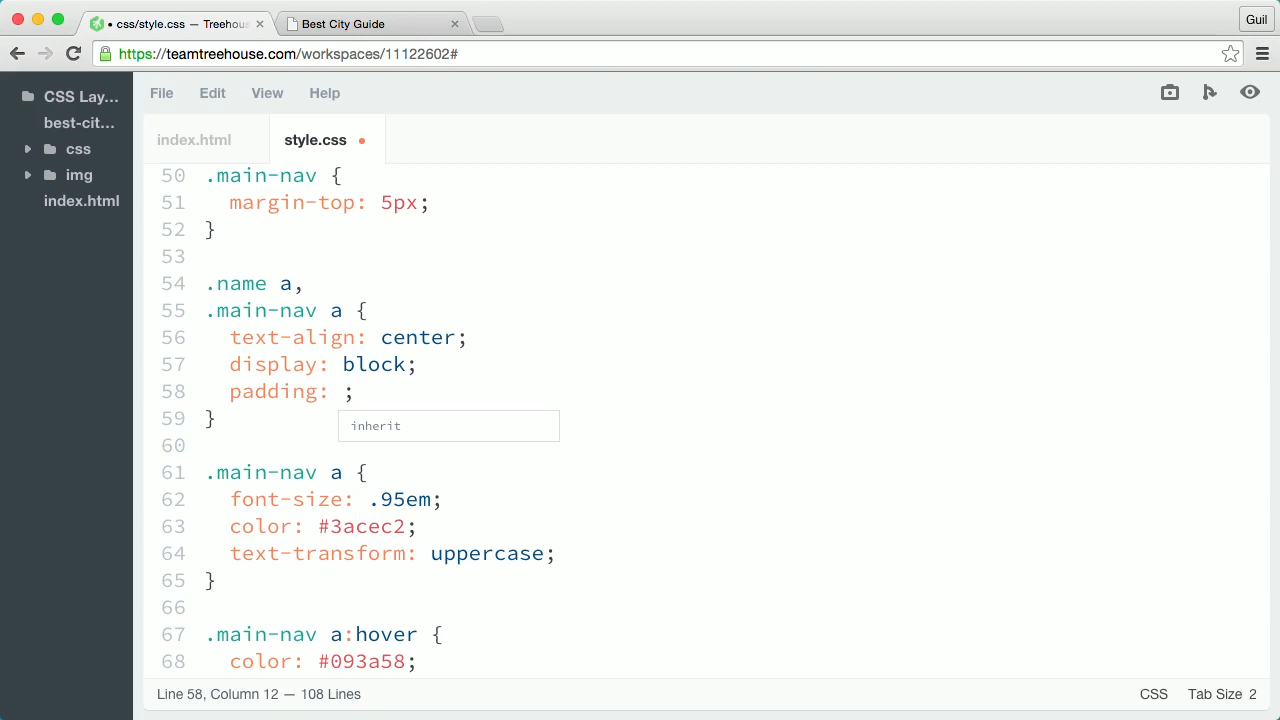 • css/style.css — Treehous
Best City Guide
Guil
https://teamtreehouse.com/workspaces/11122602#
CSS Lay...
best-cit...
css
img
index.html
File Edit View Help
index.html
style.css
50 .main-nav {
51 margin-top: 5px;
52 }
53
54 .name a,
55 .main-nav a {
56 text-align: center;
57 display: block;
58 padding: ;
59 }
inherit
60
61 .main-nav a {
62 font-size: .95em;
63 color: #3acec2;
64 text-transform: uppercase;
65 }
66
67 .main-nav a:hover {
68 color: #093a58;
Line 58, Column 12 — 108 Lines
CSS Tab Size 2